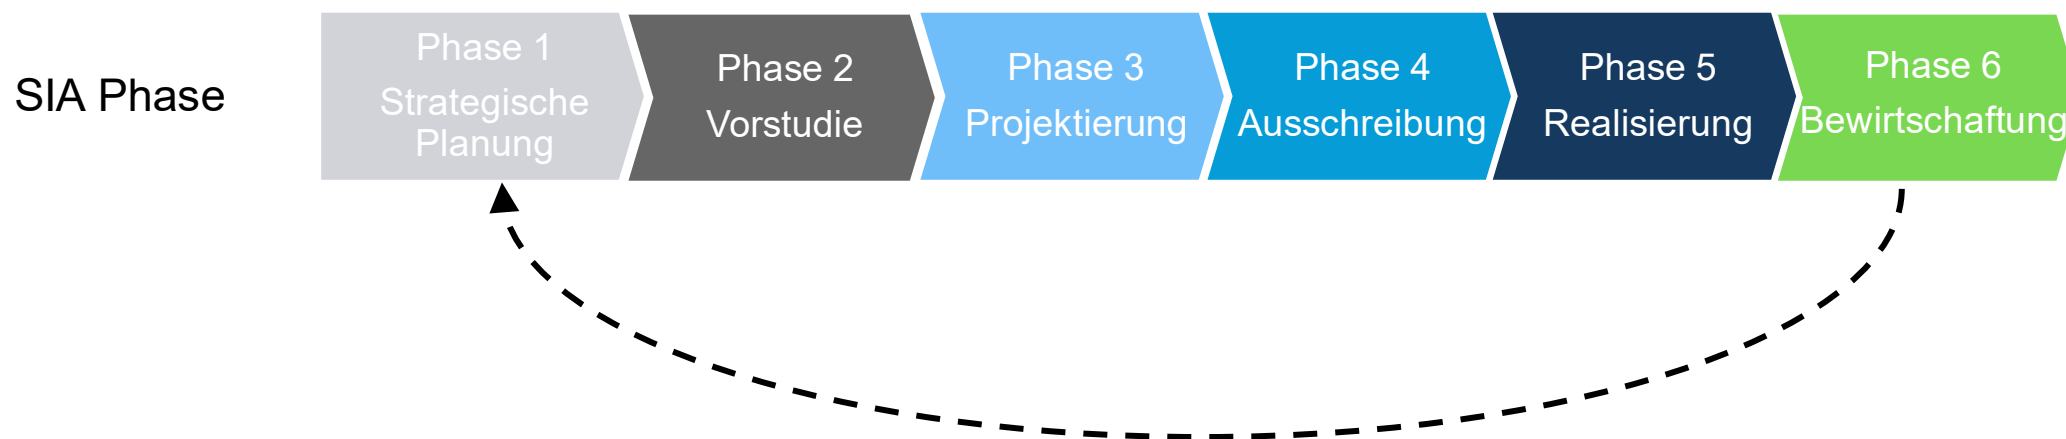 SIA Phase
Phase 1
Strategische
Planung
Phase 2
Vorstudie
Phase 3
Projektierung
Phase 4
Ausschreibung
Phase 5
Realisierung
Phase 6
Bewirtschaftung